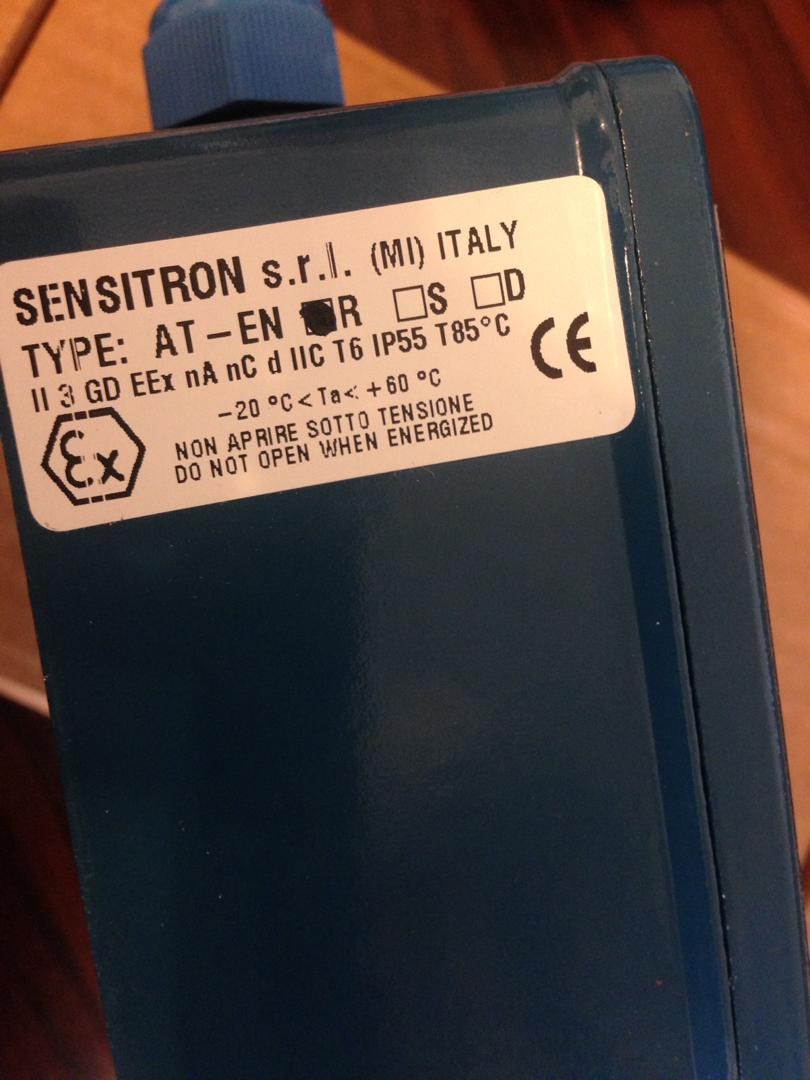 SENSITRON s.r.l. (MI) ITALY
TYPE: AT-EN ■R □S □D
II 3 GD EEx nA nC d IIC T6 IP55 T85°C
CE
-20 °C < Ta < +60 °C
Ex
NON APRIRE SOTTO TENSIONE
DO NOT OPEN WHEN ENERGIZED